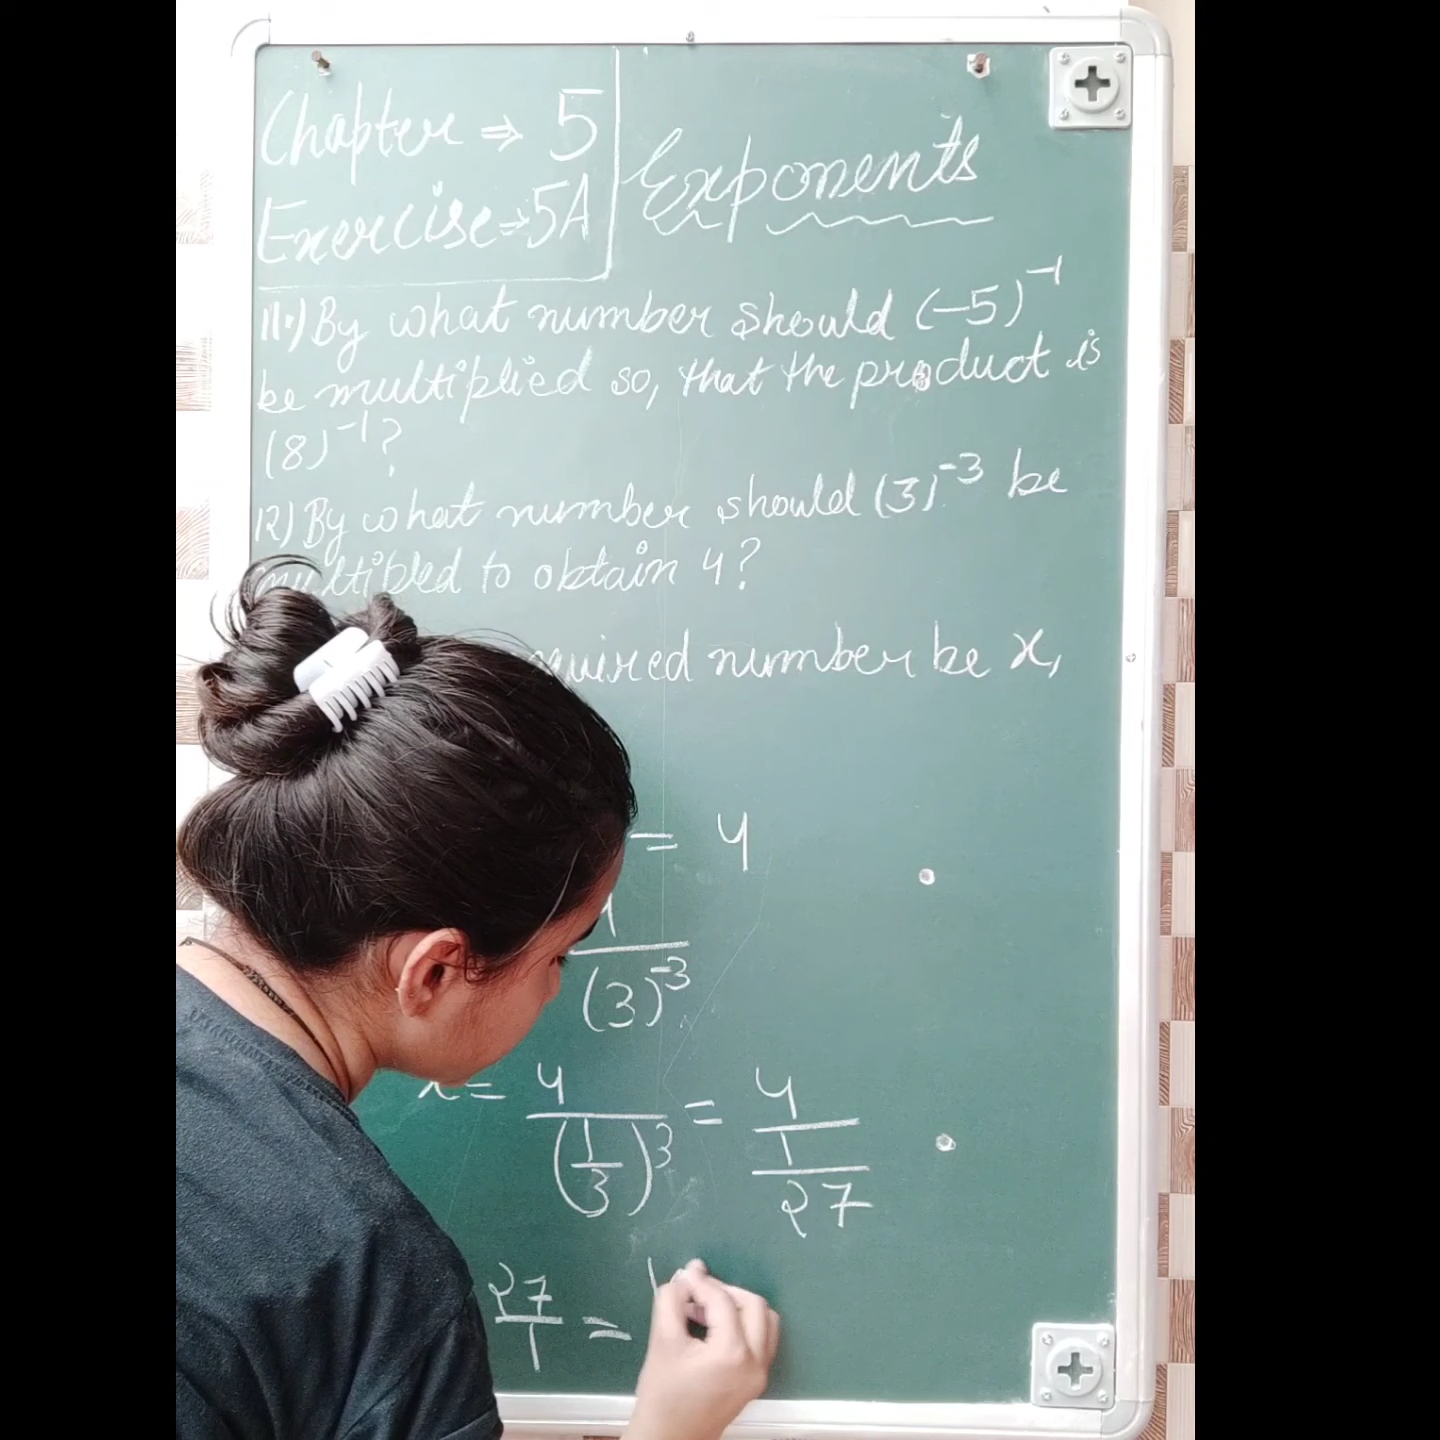 Chapter ⇒ 5
Exercise ⇒ 5A
Exponents
11.) By what number should (-5)⁻¹
be multiplied so, that the product is
(8)⁻¹?
12) By what number should (3)⁻³ be
to obtain 4?
number be x,
= 4
(3)⁻³
x = 4/(1/3)³ = 4/(1/27)
27/1 =